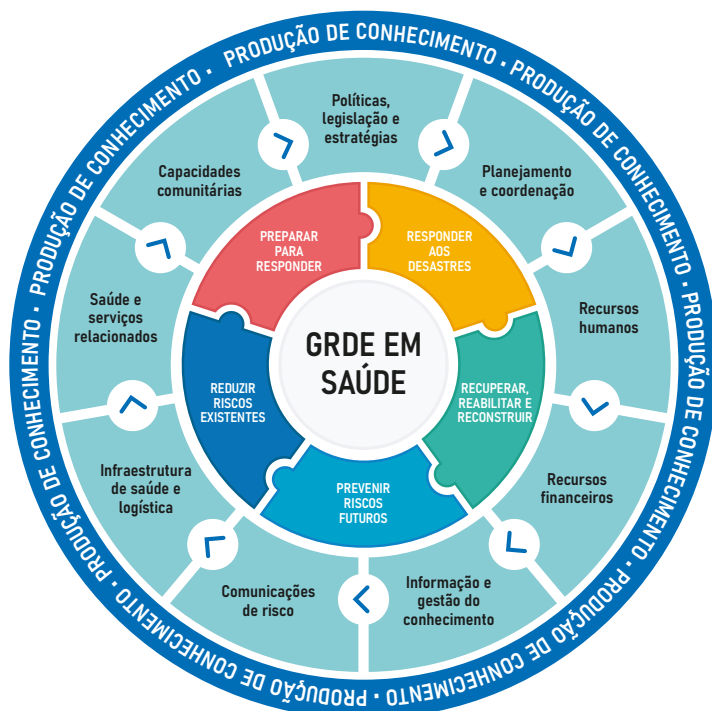 PRODUÇÃO DE CONHECIMENTO • PRODUÇÃO DE CONHECIMENTO • PRODUÇÃO DE CONHECIMENTO • PRODUÇÃO DE CONHECIMENTO • PRODUÇÃO DE CONHECIMENTO • PRODUÇÃO DE CONHECIMENTO • PRODUÇÃO DE CONHECIMENTO •
Políticas,
legislação e
estratégias
Planejamento
e coordenação
Recursos
humanos
Recursos
financeiros
Informação e
gestão do
conhecimento
Comunicações
de risco
Infraestrutura
de saúde e
logística
Saúde e
serviços
relacionados
Capacidades
comunitárias
PREPARAR
PARA
RESPONDER
RESPONDER
AOS
DESASTRES
RECUPERAR,
REABILITAR E
RECONSTRUIR
PREVENIR
RISCOS
FUTUROS
REDUZIR
RISCOS
EXISTENTES
GRDE EM
SAÚDE